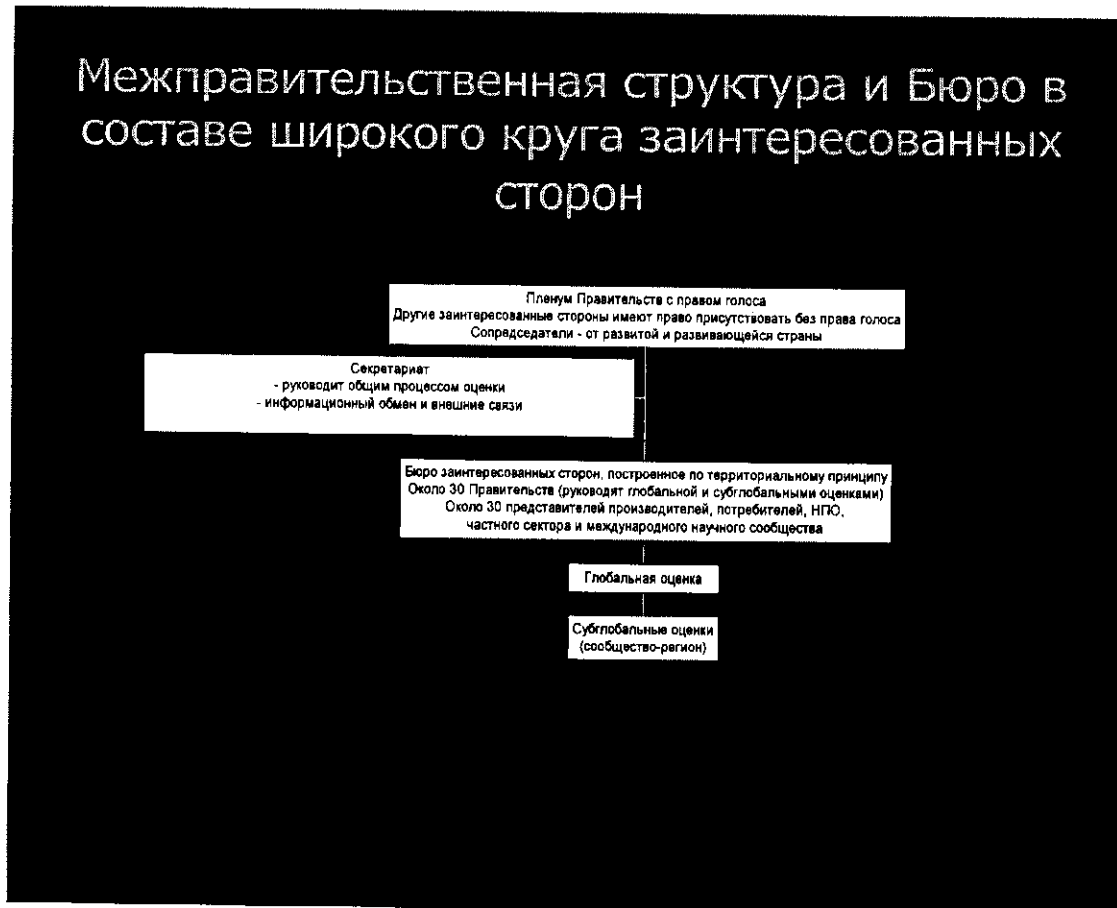 Межправительственная структура и Бюро в
составе широкого круга заинтересованных
сторон
Пленум Правительств с правом голоса
Другие заинтересованные стороны имеют право присутствовать без права голоса
Сопредседатели - от развитой и развивающейся страны
Секретариат
- руководит общим процессом оценки
- информационный обмен и внешние связи
Бюро заинтересованных сторон, построенное по территориальному принципу
Около 30 Правительств (руководят глобальной и субглобальными оценками)
Около 30 представителей производителей, потребителей, НПО,
частного сектора и международного научного сообщества
Глобальная оценка
Субглобальные оценки
(сообщество-регион)